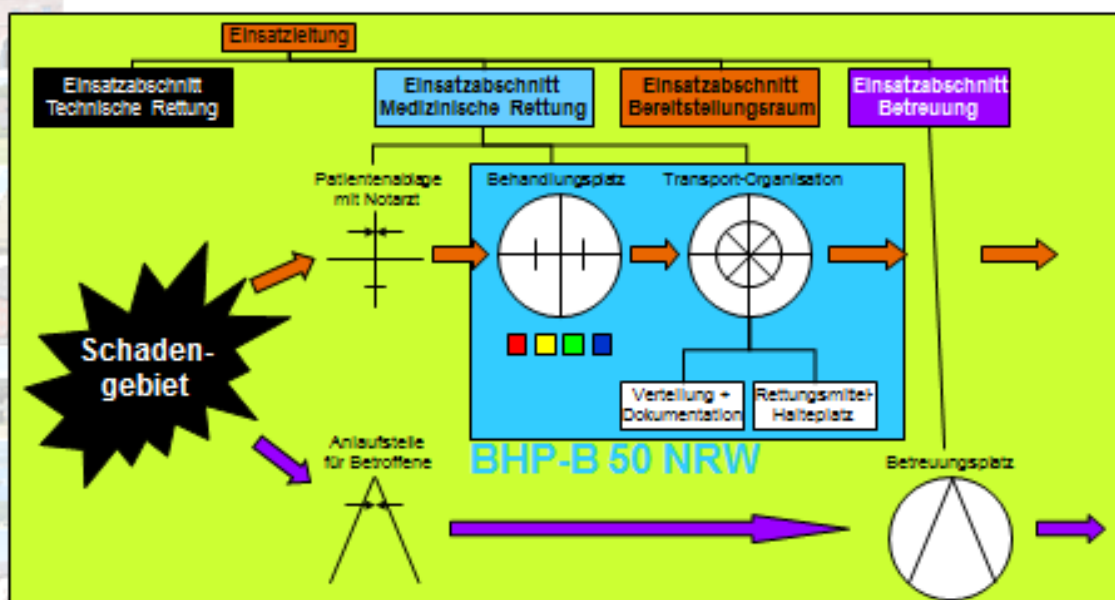 Einsatzleitung
Einsatzabschnitt
Technische Rettung
Einsatzabschnitt
Medizinische Rettung
Einsatzabschnitt
Bereitstellungsraum
Einsatzabschnitt
Betreuung
Patientenablage
mit Notarzt
Behandlungsplatz
Transport-Organisation
Schaden-
gebiet
Verteilung +
Dokumentation
Rettungsmittel-
Halteplatz
Anlaufstelle
für Betroffene
BHP-B 50 NRW
Betreuungsplatz